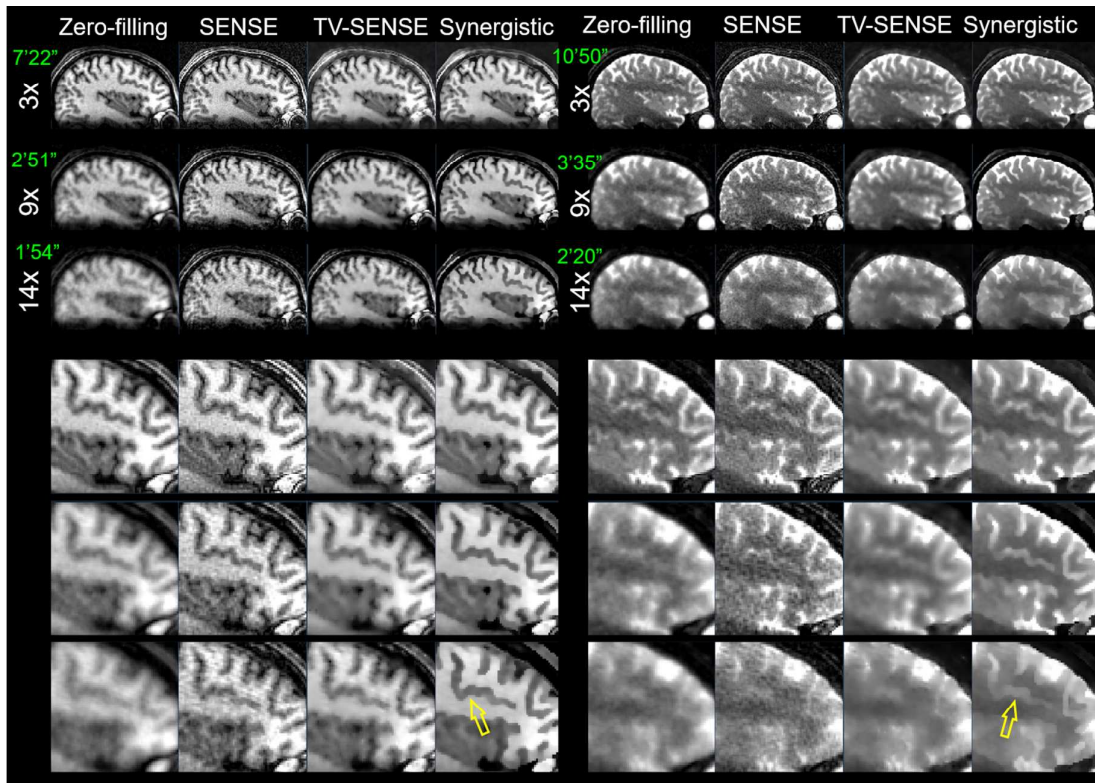 Zero-filling SENSE TV-SENSE Synergistic Zero-filling SENSE TV-SENSE Synergistic
7’22” 10’50”
3x 3x
2’51” 3’35”
9x 9x
1’54” 2’20”
14x 14x